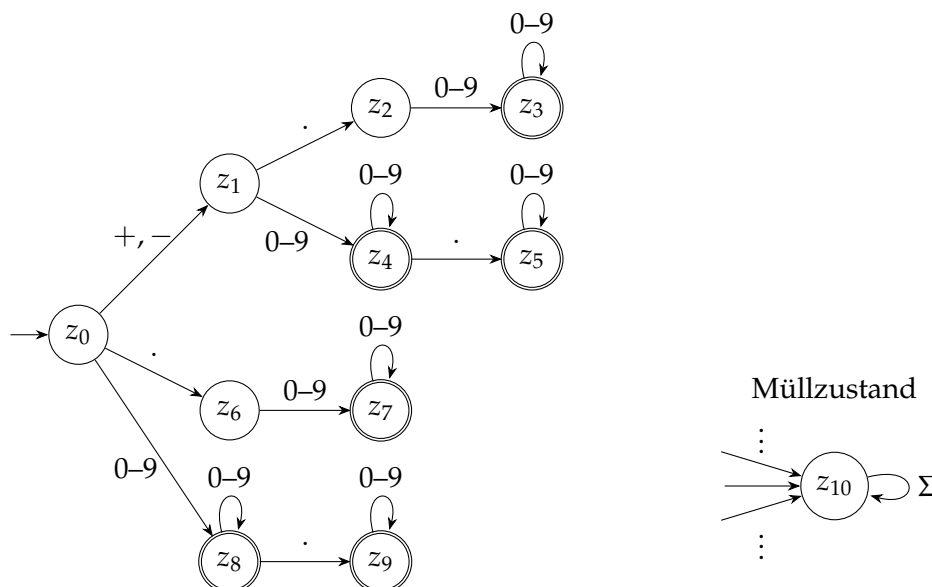 0–9
z2
0–9
z3
.
z1
0–9
0–9
+, −
0–9
z4
.
z5
z0
0–9
.
z6
0–9
z7
Müllzustand
⋮
0–9
0–9
0–9
z10
Σ
z8
.
z9
⋮